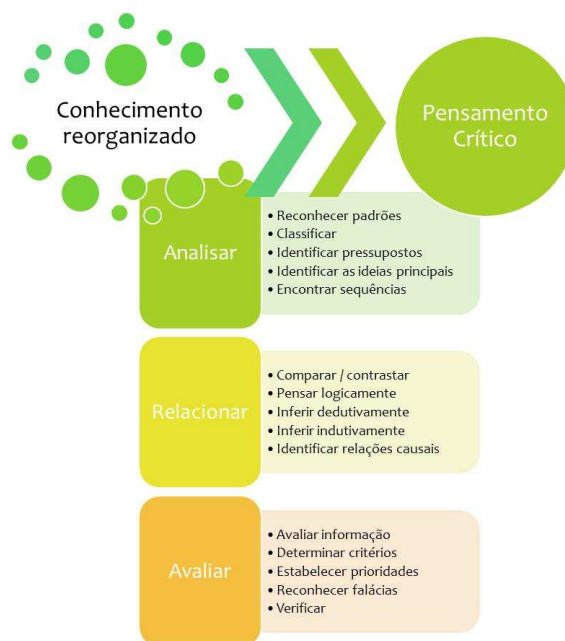 Conhecimento
reorganizado
Pensamento
Crítico
Analisar
• Reconhecer padrões
• Classificar
• Identificar pressupostos
• Identificar as ideias principais
• Encontrar sequências
Relacionar
• Comparar / contrastar
• Pensar logicamente
• Inferir dedutivamente
• Inferir indutivamente
• Identificar relações causais
Avaliar
• Avaliar informação
• Determinar critérios
• Estabelecer prioridades
• Reconhecer falácias
• Verificar